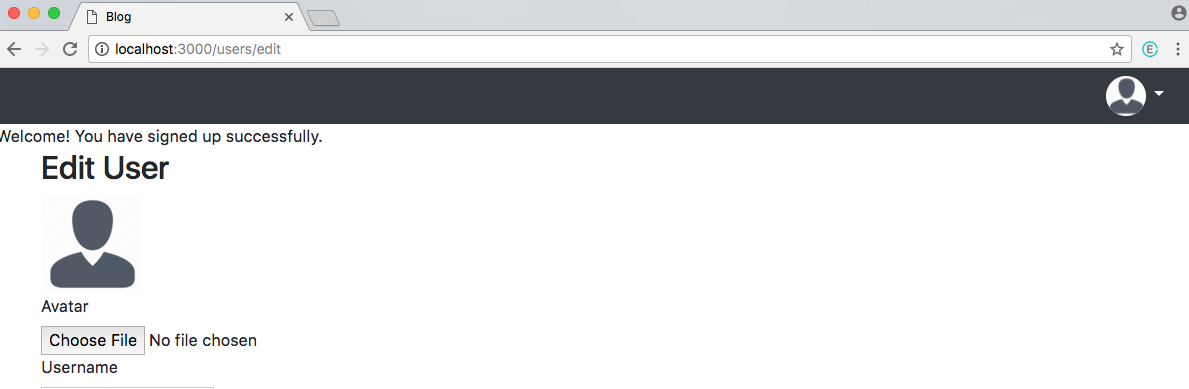 Blog
localhost:3000/users/edit
E
Welcome! You have signed up successfully.
Edit User
Avatar
Choose File No file chosen
Username